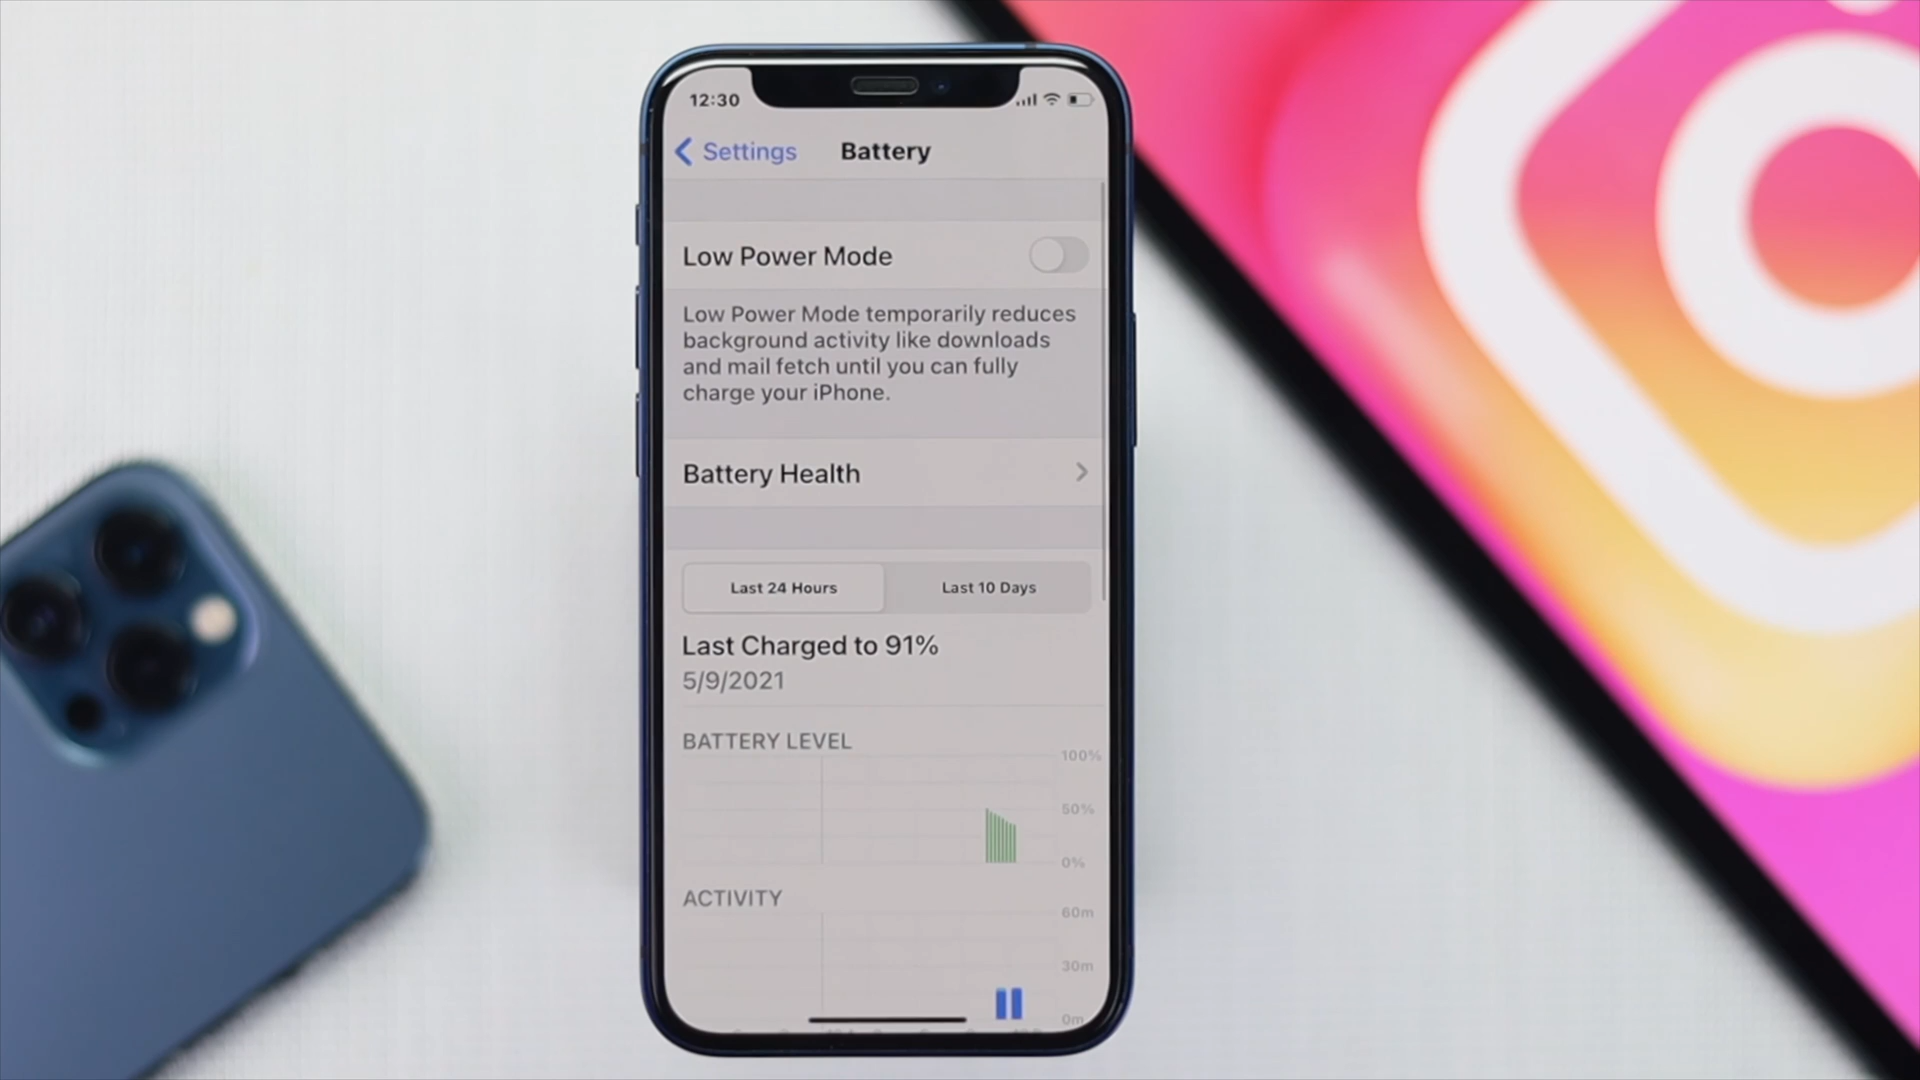 12:30
Settings
Battery
Low Power Mode
Low Power Mode temporarily reduces
background activity like downloads
and mail fetch until you can fully
charge your iPhone.
Battery Health
Last 24 Hours
Last 10 Days
Last Charged to 91%
5/9/2021
BATTERY LEVEL
100%
50%
0%
ACTIVITY
60m
30m
0m